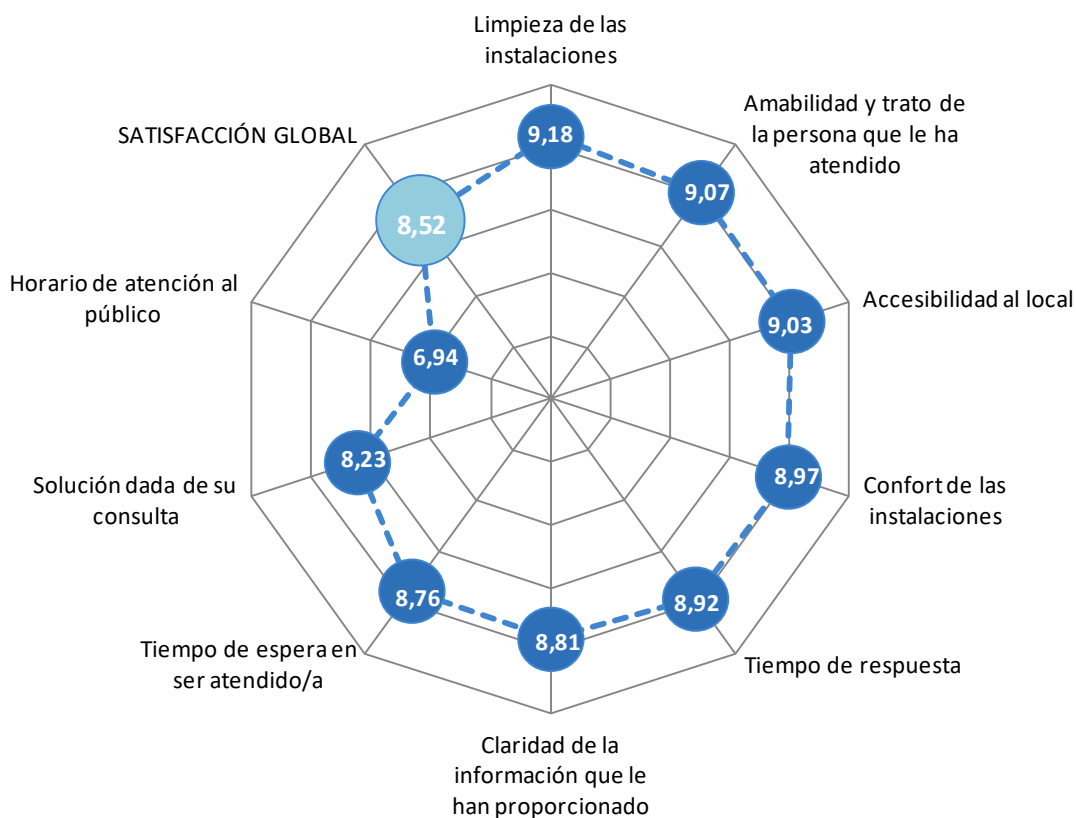 Limpieza de las
instalaciones
Amabilidad y trato de
la persona que le ha
atendido
SATISFACCIÓN GLOBAL
9,18
9,07
8,52
Horario de atención al
público
Accesibilidad al local
9,03
6,94
8,23
8,97
Solución dada de su
consulta
Confort de las
instalaciones
8,76
8,92
8,81
Tiempo de espera en
ser atendido/a
Tiempo de respuesta
Claridad de la
información que le
han proporcionado